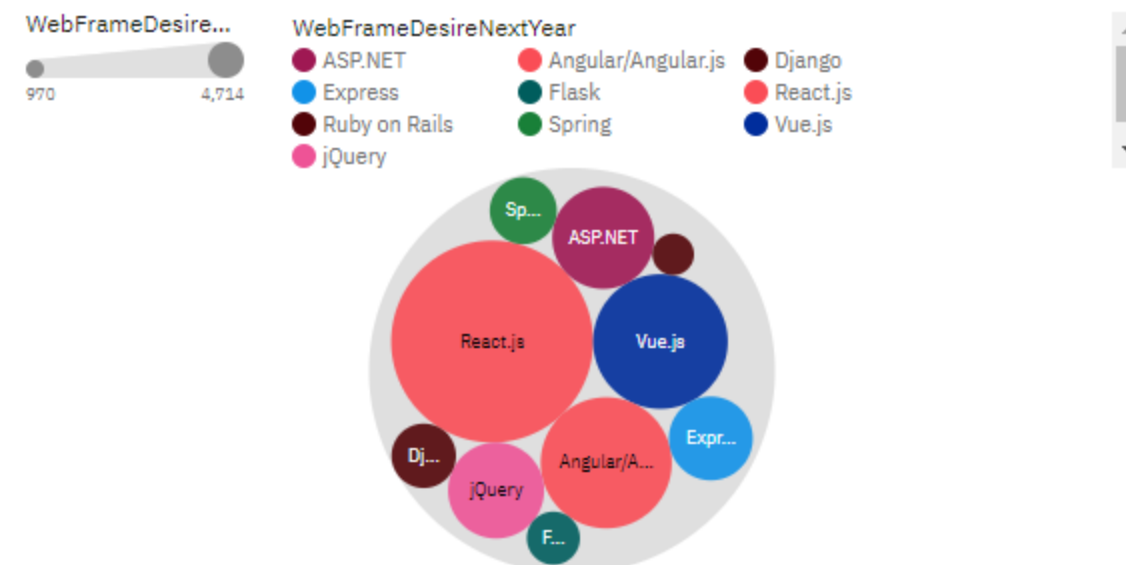 WebFrameDesire...
970 4,714
WebFrameDesireNextYear
ASP.NET Angular/Angular.js Django
Express Flask React.js
Ruby on Rails Spring Vue.js
jQuery
Sp...
ASP.NET
React.js
Vue.js
Expr...
Dj...
Angular/A...
jQuery
F...